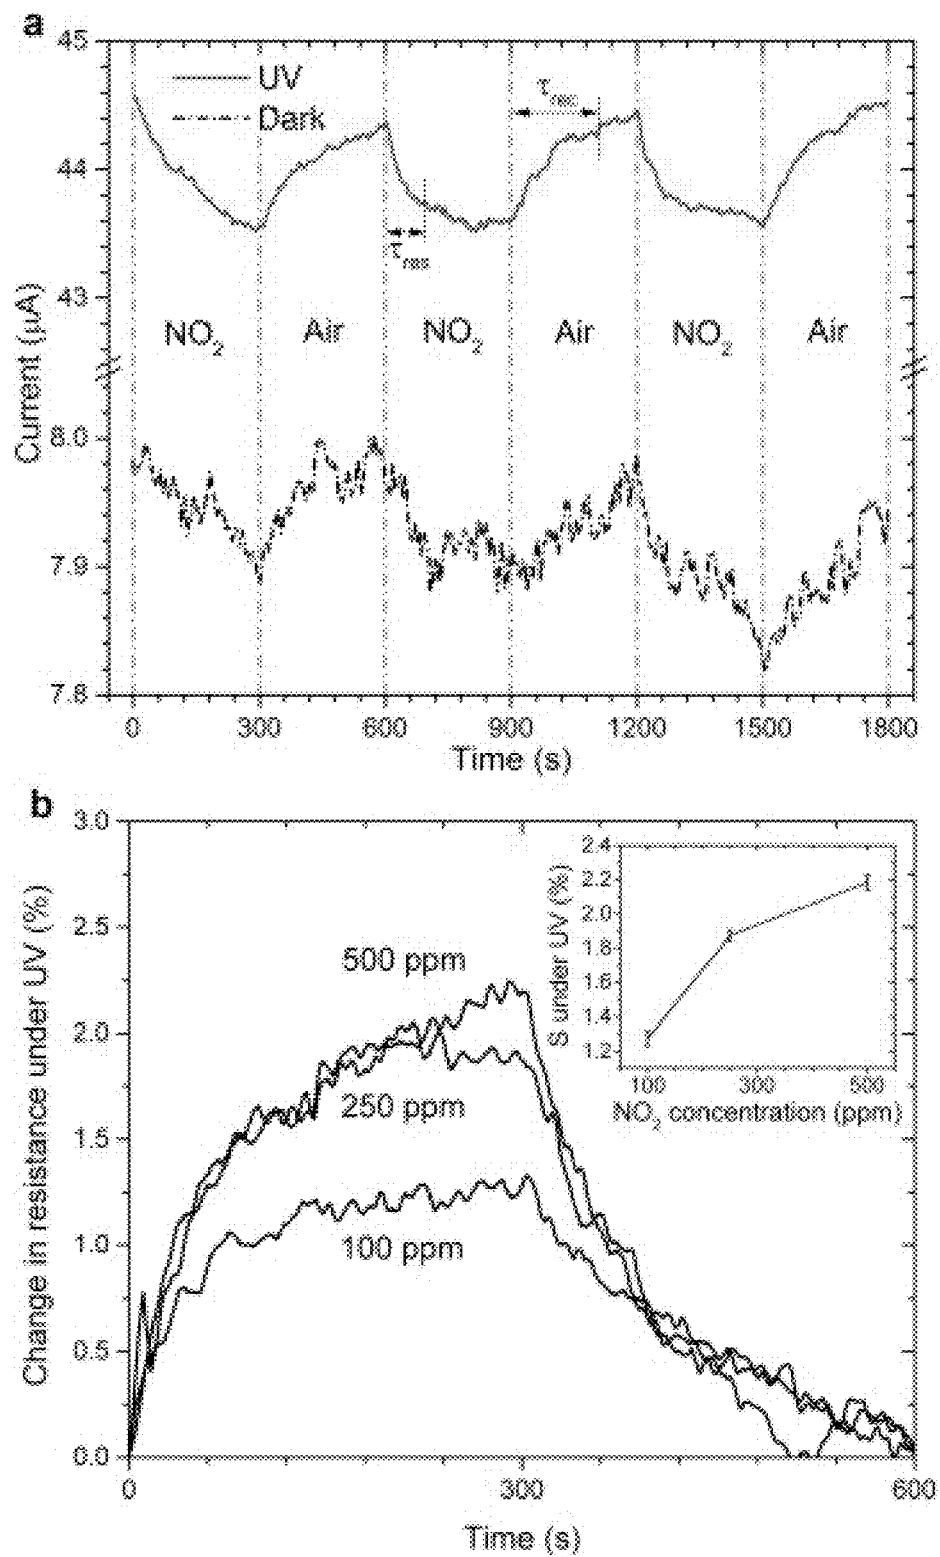 a
45
UV
Dark
τrec
44
τres
43
NO2 Air NO2 Air NO2 Air
Current (μA)
8.0
7.9
7.8
0 300 600 900 1200 1500 1800
Time (s)
b
3.0
2.5
2.0
1.5
1.0
0.5
0.0
Change in resistance under UV (%)
500 ppm
250 ppm
100 ppm
2.4
2.2
2.0
1.8
1.6
1.4
1.2
S under UV (%)
100 300 500
NO2 concentration (ppm)
0 300 600
Time (s)